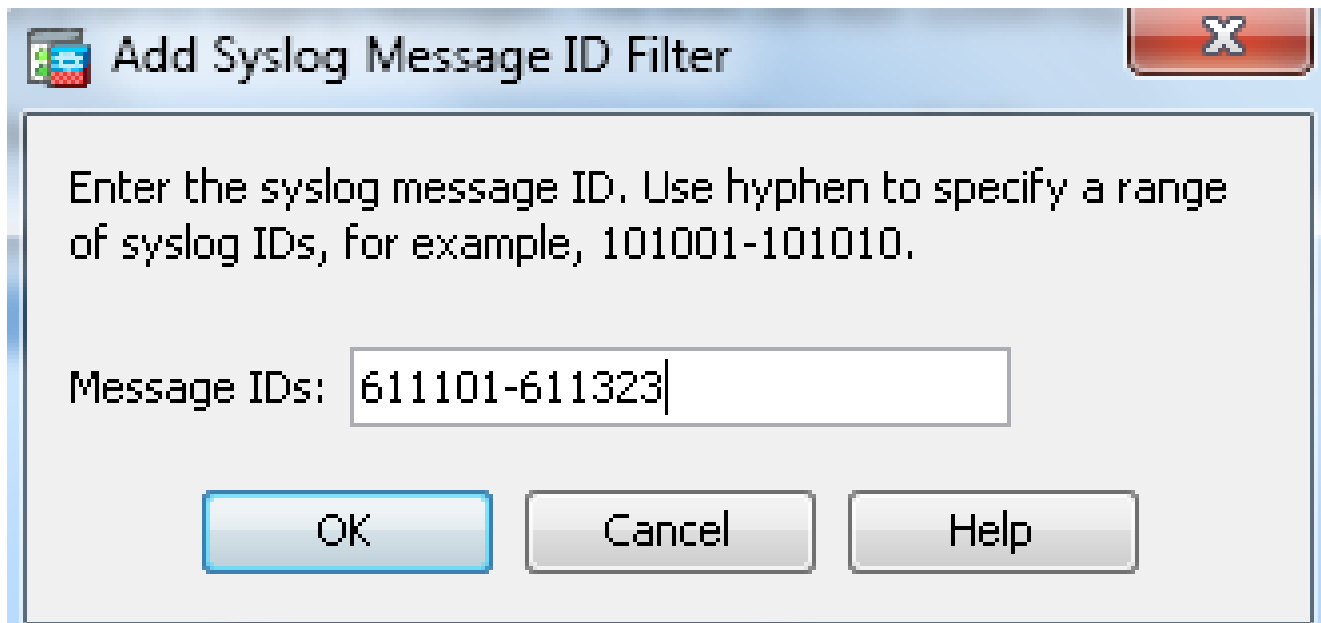 Add Syslog Message ID Filter
Enter the syslog message ID. Use hyphen to specify a range
of syslog IDs, for example, 101001-101010.
Message IDs: 611101-611323
OK Cancel Help